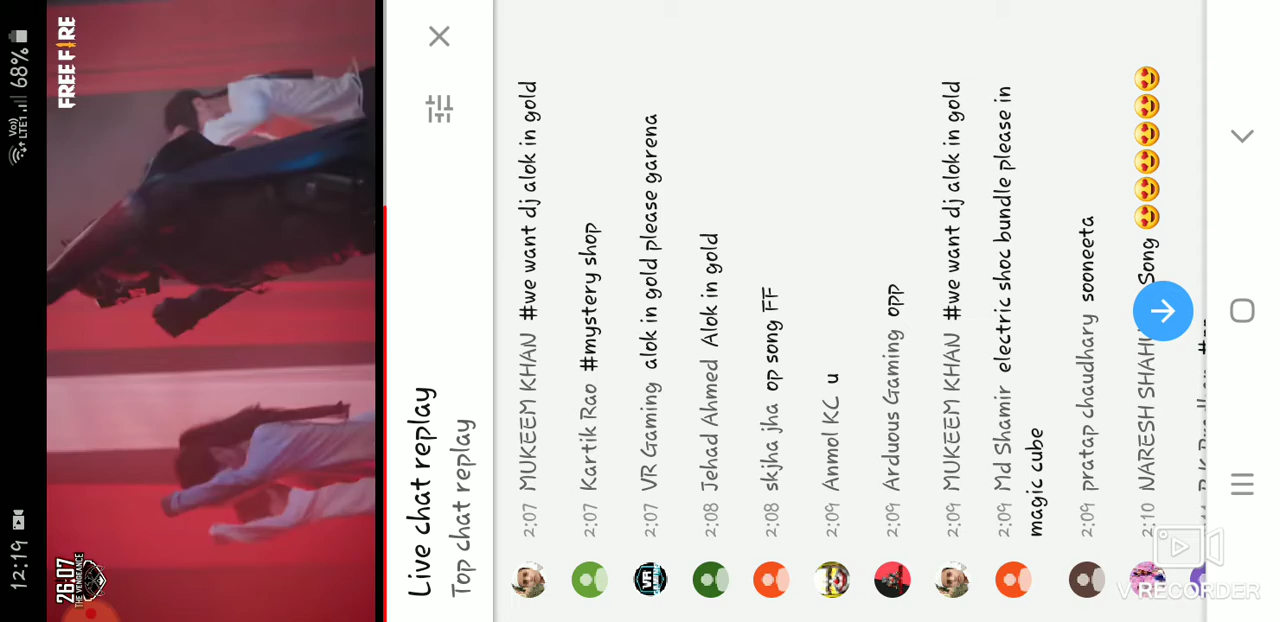 12:19
Vo)) LTE1 68%
FREE FIRE
26:07
THE VENGEANCE
Live chat replay
Top chat replay
2:07 MUKEEM KHAN #we want dj alok in gold
2:07 Kartik Rao #mystery shop
2:07 VR Gaming alok in gold please garena
2:08 Jehad Ahmed Alok in gold
2:08 skjha jha op song FF
2:09 Anmol KC u
2:09 Arduous Gaming opp
2:09 MUKEEM KHAN #we want dj alok in gold
2:09 Md Shamir electric shoc bundle please in
magic cube
2:09 pratap chaudhary sooneeta
2:10 NARESH SHAHU Song 😍😍😍😍😍😍
V RECORDER